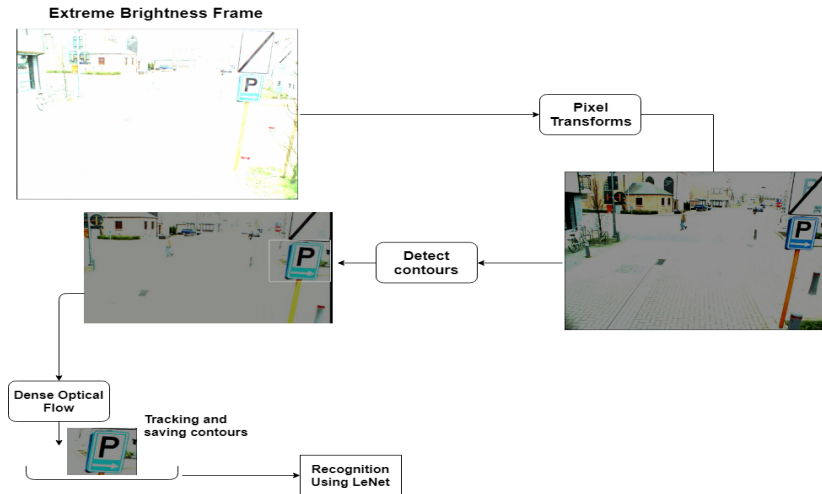 Extreme Brightness Frame
P
Pixel
Transforms
P
P
Detect
contours
Dense Optical
Flow
Tracking and
saving contours
P
Recognition
Using LeNet